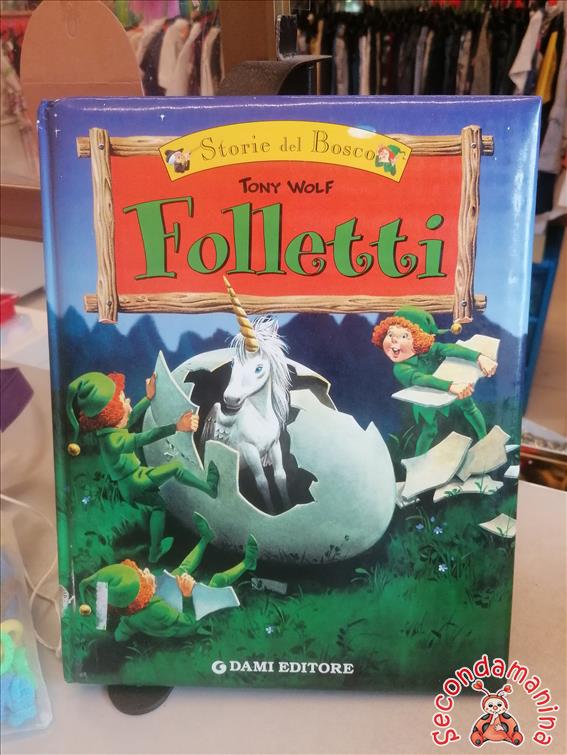 Storie del Bosco
TONY WOLF
Folletti
DAMI EDITORE
Secondamanina